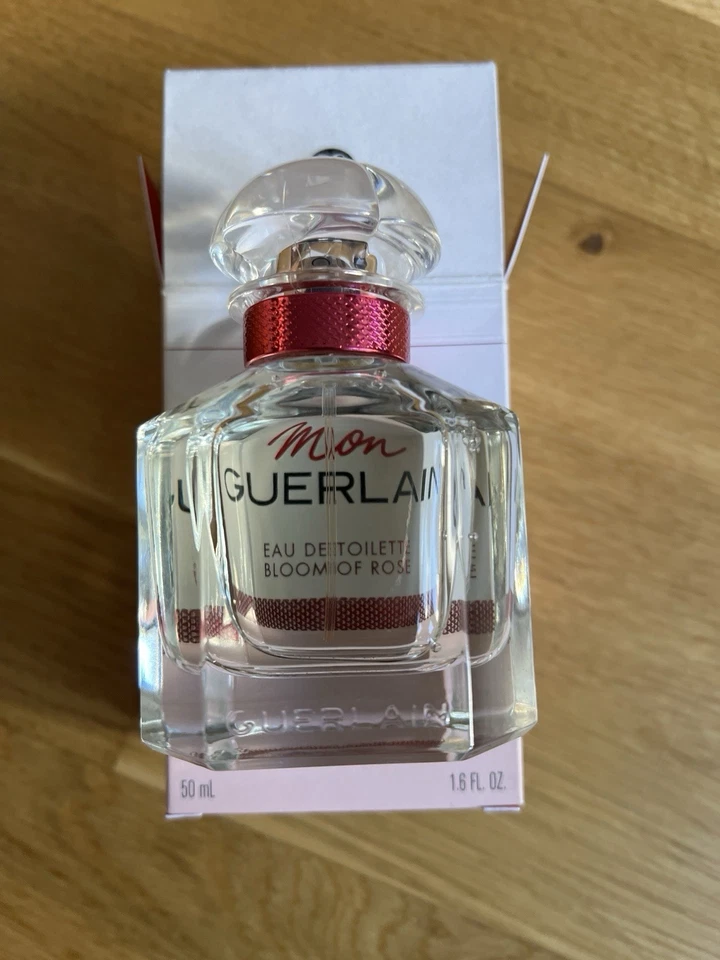 Mon
GUERLAIN
EAU DE TOILETTE
BLOOM OF ROSE
GUERLAIN
50 mL
1.6 FL. OZ.